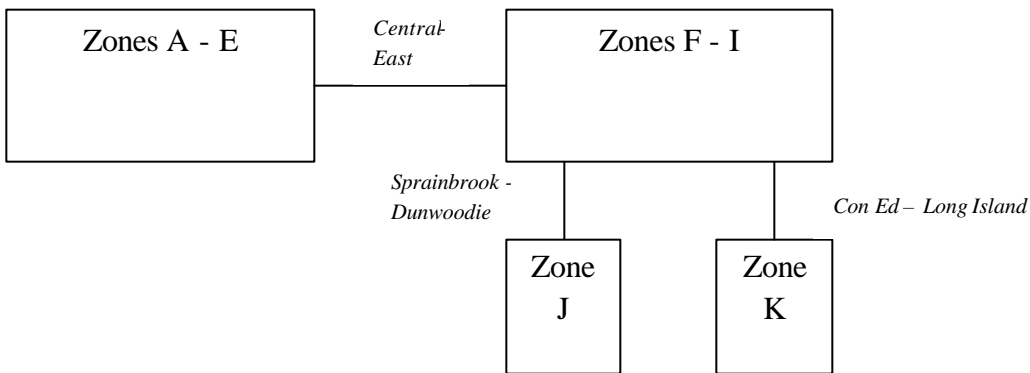 Zones A - E
Central-
East
Zones F - I
Sprainbrook -
Dunwoodie
Con Ed – Long Island
Zone
J
Zone
K